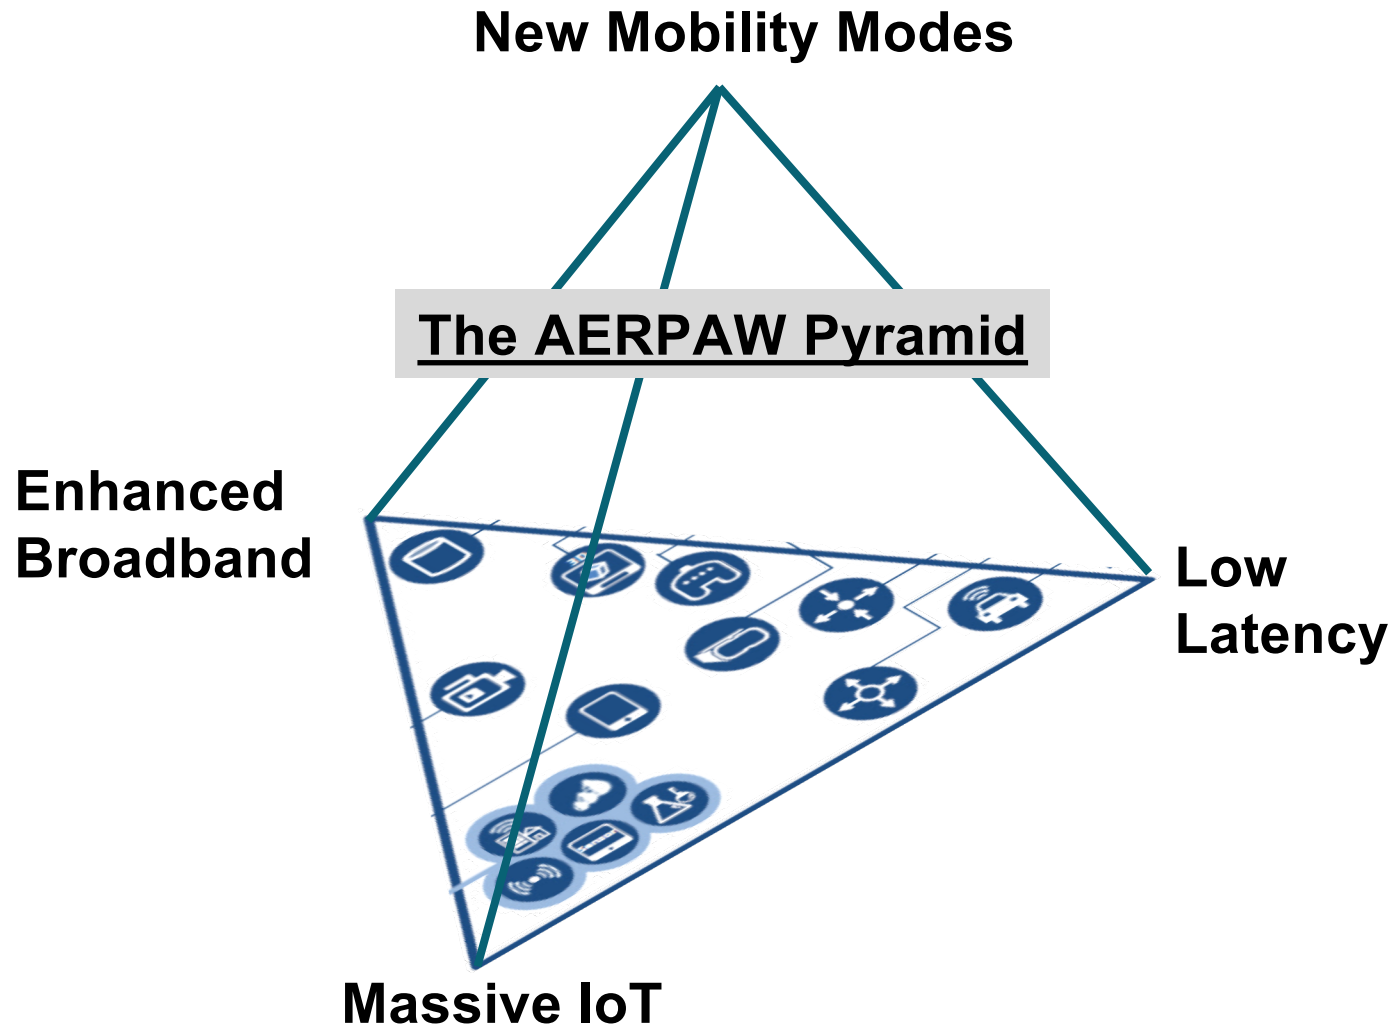 New Mobility Modes
The AERPAW Pyramid
Enhanced
Broadband
Low
Latency
Massive IoT